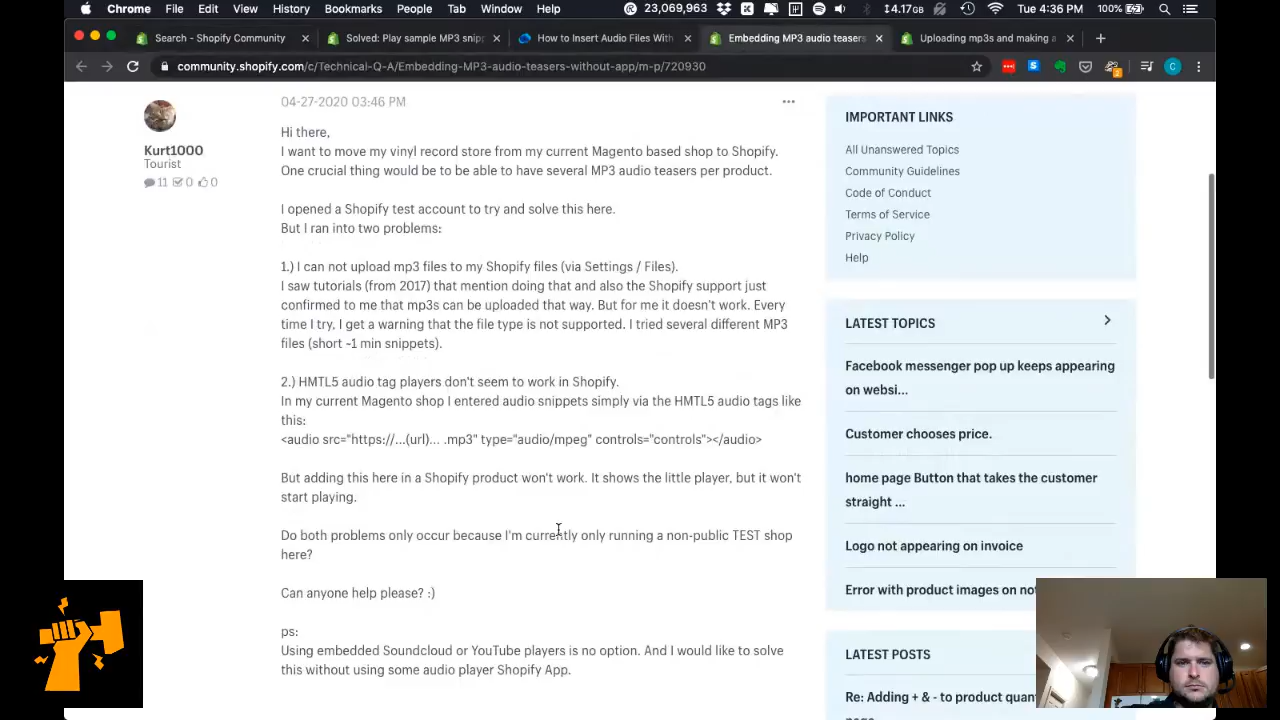 Chrome File Edit View History Bookmarks People Tab Window Help 23,069,963 4.17GB Tue 4:36 PM 100%
Search - Shopify Community × Solved: Play sample MP3 snip × How to Insert Audio Files With × Embedding MP3 audio teasers × Uploading mp3s and making a × +
community.shopify.com/c/Technical-Q-A/Embedding-MP3-audio-teasers-without-app/m-p/720930
Kurt1000
Tourist
11 0 0
04-27-2020 03:46 PM
Hi there,
I want to move my vinyl record store from my current Magento based shop to Shopify.
One crucial thing would be to be able to have several MP3 audio teasers per product.
I opened a Shopify test account to try and solve this here.
But I ran into two problems:
1.) I can not upload mp3 files to my Shopify files (via Settings / Files).
I saw tutorials (from 2017) that mention doing that and also the Shopify support just
confirmed to me that mp3s can be uploaded that way. But for me it doesn't work. Every
time I try, I get a warning that the file type is not supported. I tried several different MP3
files (short ~1 min snippets).
2.) HMTL5 audio tag players don't seem to work in Shopify.
In my current Magento shop I entered audio snippets simply via the HMTL5 audio tags like
this:
<audio src="https://...(url)... .mp3" type="audio/mpeg" controls="controls"></audio>
But adding this here in a Shopify product won't work. It shows the little player, but it won't
start playing.
Do both problems only occur because I'm currently only running a non-public TEST shop
here?
Can anyone help please? :)
ps:
Using embedded Soundcloud or YouTube players is no option. And I would like to solve
this without using some audio player Shopify App.
IMPORTANT LINKS
All Unanswered Topics
Community Guidelines
Code of Conduct
Terms of Service
Privacy Policy
Help
LATEST TOPICS
Facebook messenger pop up keeps appearing
on websi...
Customer chooses price.
home page Button that takes the customer
straight ...
Logo not appearing on invoice
Error with product images on
LATEST POSTS
Re: Adding + & - to product